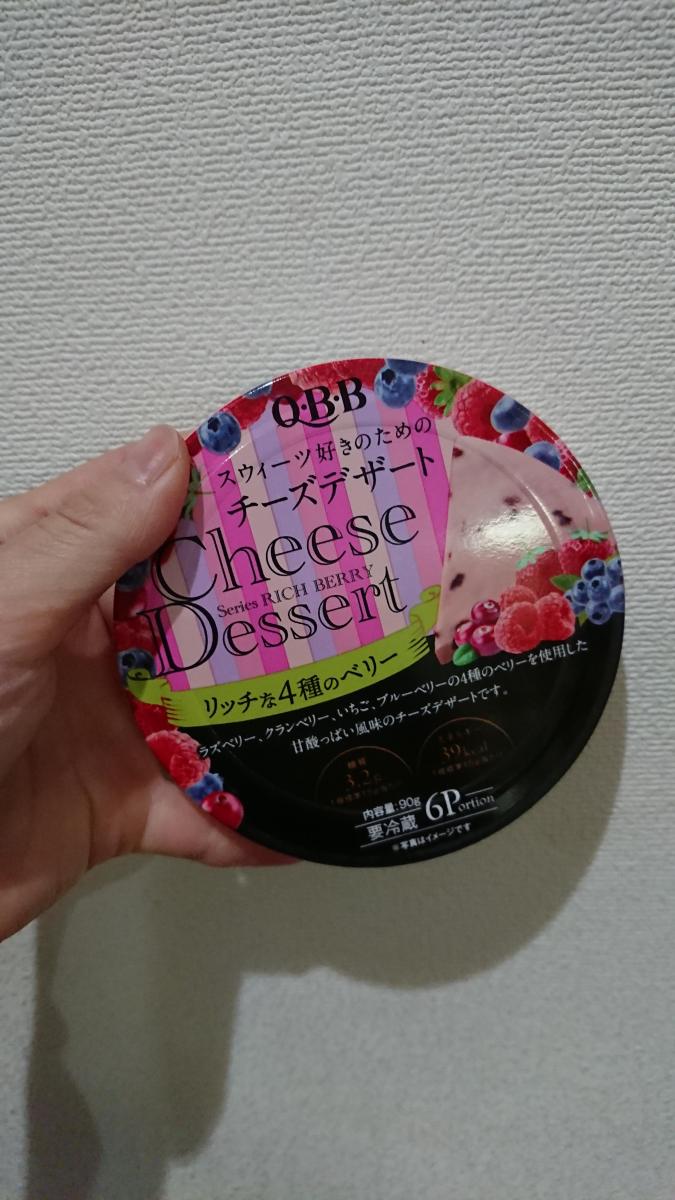 Q・B・B
スウィーツ好きのための
チーズデザート
Cheese
Series RICH BERRY
Dessert
リッチな4種のベリー
ラズベリー、クランベリー、いちご、ブルーベリーの4種のベリーを使用した
甘酸っぱい風味のチーズデザートです。
糖質
3.2g
39kcal
内容量:90g
要冷蔵
6Portion
※写真はイメージです